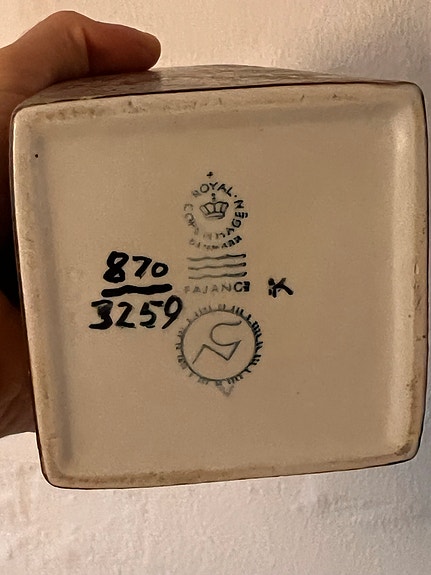 ROYAL
COPENHAGEN
DENMARK
FAJANCE
870
3259